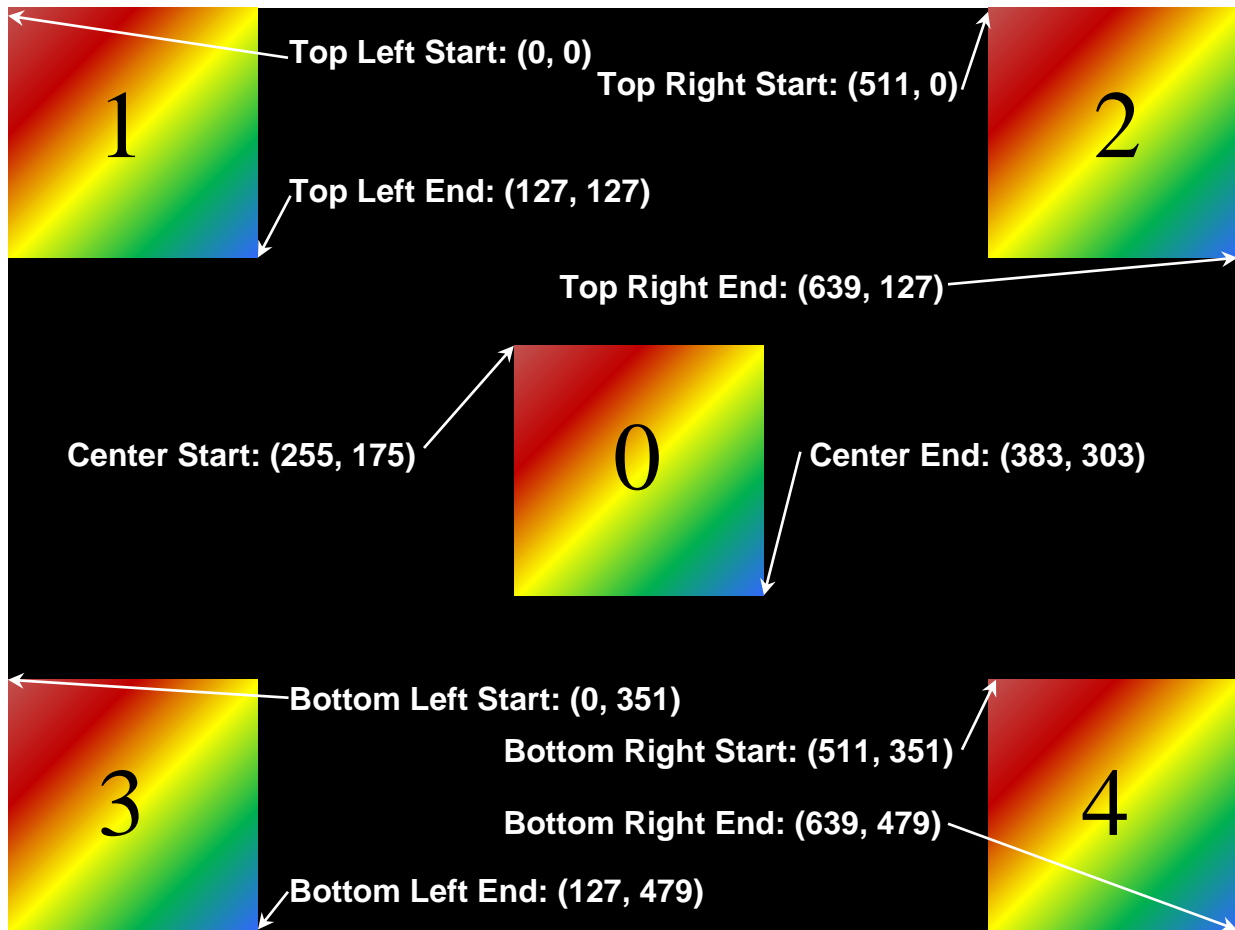 Top Left Start: (0, 0)
Top Right Start: (511, 0)
1
2
Top Left End: (127, 127)
Top Right End: (639, 127)
Center Start: (255, 175)
0
Center End: (383, 303)
Bottom Left Start: (0, 351)
Bottom Right Start: (511, 351)
3
4
Bottom Right End: (639, 479)
Bottom Left End: (127, 479)